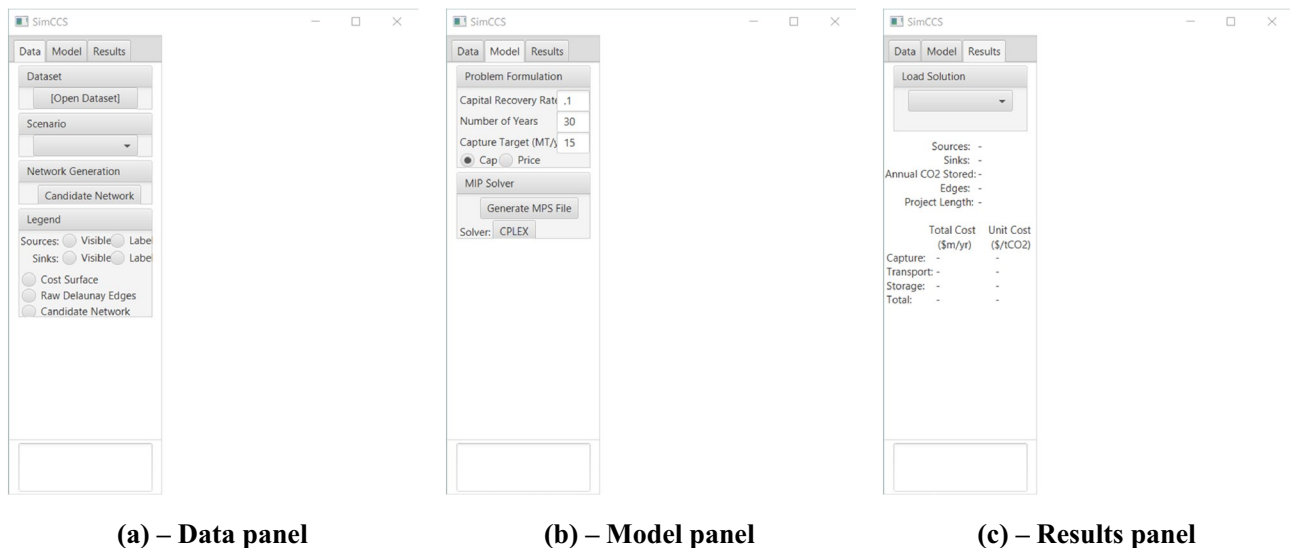 SimCCS
Data Model Results
Dataset
[Open Dataset]
Scenario
Network Generation
Candidate Network
Legend
Sources: Visible Labe
Sinks: Visible Labe
Cost Surface
Raw Delaunay Edges
Candidate Network
(a) – Data panel
SimCCS
Data Model Results
Problem Formulation
Capital Recovery Rate .1
Number of Years 30
Capture Target (MT/y 15
Cap Price
MIP Solver
Generate MPS File
Solver: CPLEX
(b) – Model panel
SimCCS
Data Model Results
Load Solution
Sources: -
Sinks: -
Annual CO2 Stored: -
Edges: -
Project Length: -
Total Cost Unit Cost
($m/yr) ($/tCO2)
Capture: - -
Transport: - -
Storage: - -
Total: - -
(c) – Results panel